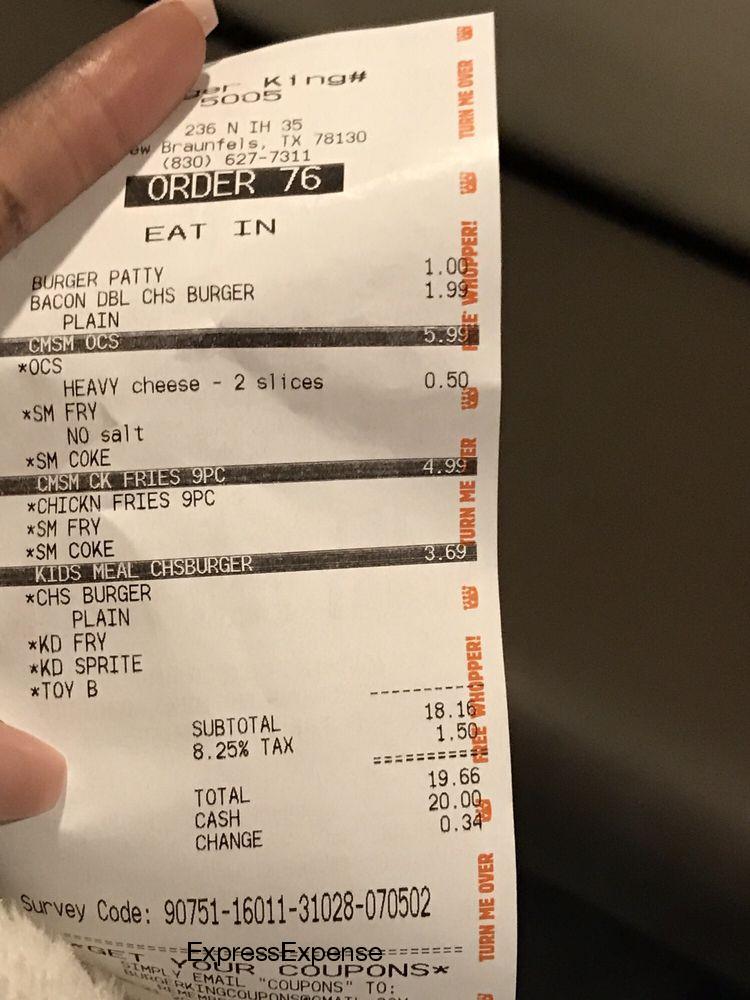 King#
5005
236 N IH 35
Braunfels, TX 78130
(830) 627-7311
ORDER 76
EAT IN
BURGER PATTY 1.00
BACON DBL CHS BURGER 1.99
PLAIN
CMSM OCS 5.99
*OCS
HEAVY cheese - 2 slices 0.50
*SM FRY
NO salt
*SM COKE
CMSM CK FRIES 9PC 4.99
*CHICKN FRIES 9PC
*SM FRY
*SM COKE
KIDS MEAL CHSBURGER 3.69
*CHS BURGER
PLAIN
*KD FRY
*KD SPRITE
*TOY B
----------
SUBTOTAL 18.16
8.25% TAX 1.50
==========
TOTAL 19.66
CASH 20.00
CHANGE 0.34
Survey Code: 90751-16011-31028-070502
ExpressExpense
*GET YOUR COUPONS*
SIMPLY EMAIL "COUPONS" TO:
TURN ME OVER
FREE WHOPPER!
TURN ME OVER
FREE WHOPPER!
TURN ME OVER